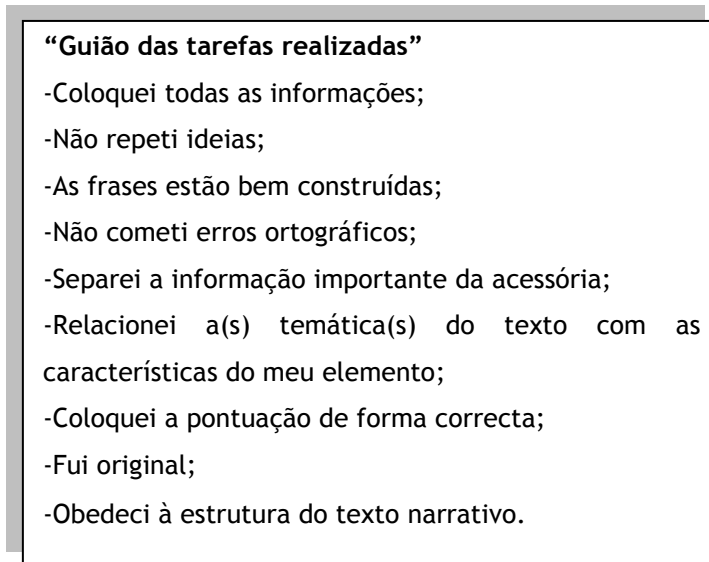 “Guião das tarefas realizadas”
-Coloquei todas as informações;
-Não repeti ideias;
-As frases estão bem construídas;
-Não cometi erros ortográficos;
-Separei a informação importante da acessória;
-Relacionei a(s) temática(s) do texto com as
características do meu elemento;
-Coloquei a pontuação de forma correcta;
-Fui original;
-Obedeci à estrutura do texto narrativo.